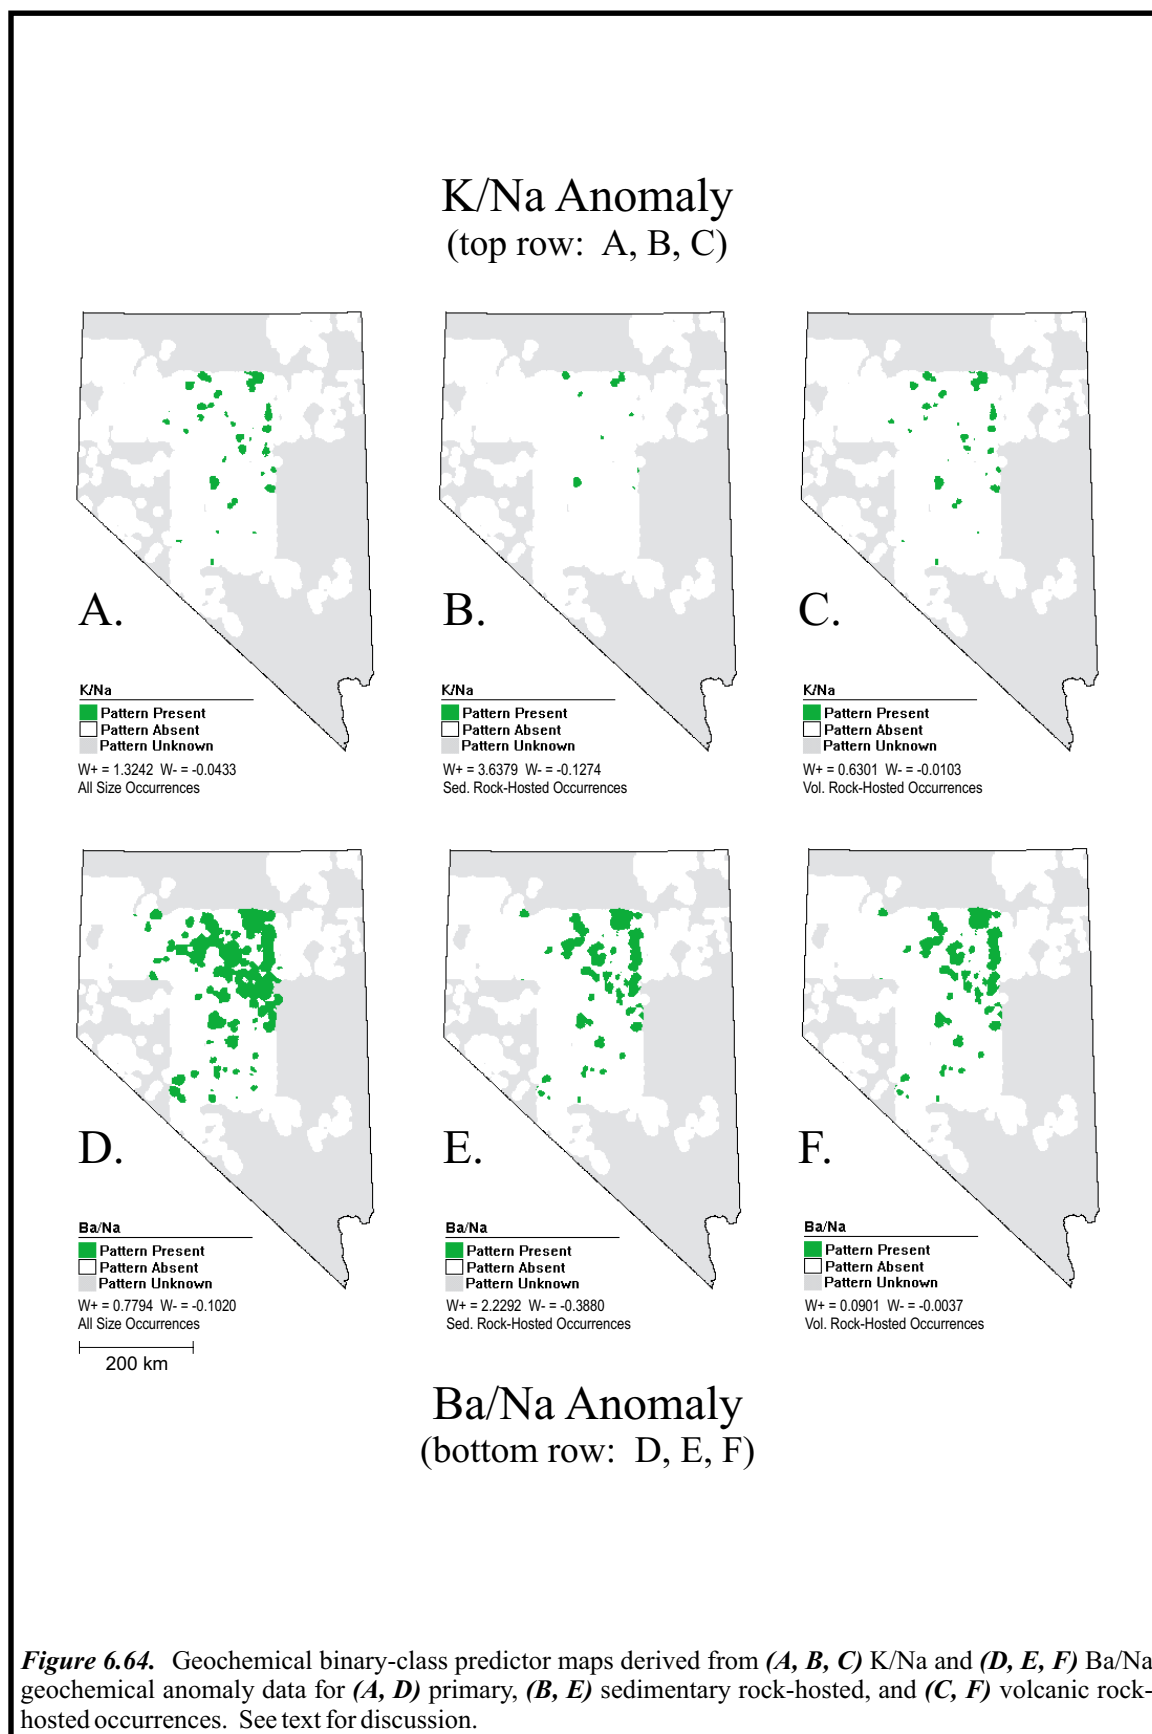 K/Na Anomaly
(top row: A, B, C)
A.
K/Na
Pattern Present
Pattern Absent
Pattern Unknown
W+ = 1.3242 W- = -0.0433
All Size Occurrences
B.
K/Na
Pattern Present
Pattern Absent
Pattern Unknown
W+ = 3.6379 W- = -0.1274
Sed. Rock-Hosted Occurrences
C.
K/Na
Pattern Present
Pattern Absent
Pattern Unknown
W+ = 0.6301 W- = -0.0103
Vol. Rock-Hosted Occurrences
D.
Ba/Na
Pattern Present
Pattern Absent
Pattern Unknown
W+ = 0.7794 W- = -0.1020
All Size Occurrences
200 km
E.
Ba/Na
Pattern Present
Pattern Absent
Pattern Unknown
W+ = 2.2292 W- = -0.3880
Sed. Rock-Hosted Occurrences
F.
Ba/Na
Pattern Present
Pattern Absent
Pattern Unknown
W+ = 0.0901 W- = -0.0037
Vol. Rock-Hosted Occurrences
Ba/Na Anomaly
(bottom row: D, E, F)
Figure 6.64. Geochemical binary-class predictor maps derived from (A, B, C) K/Na and (D, E, F) Ba/Na
geochemical anomaly data for (A, D) primary, (B, E) sedimentary rock-hosted, and (C, F) volcanic rock-
hosted occurrences. See text for discussion.